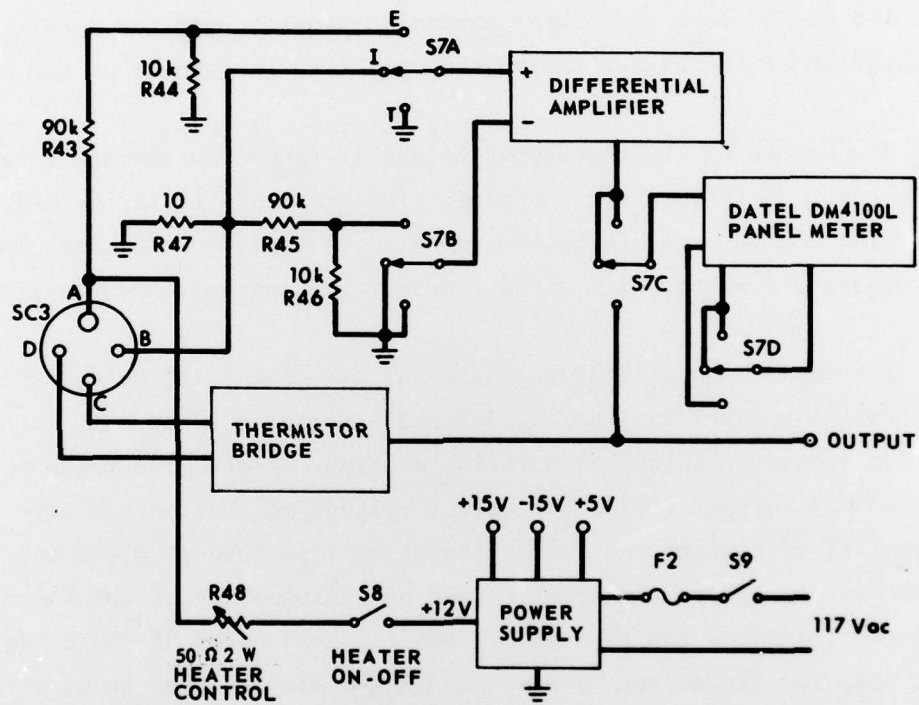 E
S7A
10 k
R44
I
+
DIFFERENTIAL
AMPLIFIER
T
−
90k
R43
10
R47
90k
R45
S7B
10 k
R46
S7C
DATEL DM4100L
PANEL METER
S7D
A
SC3
D
B
C
THERMISTOR
BRIDGE
OUTPUT
+15V
-15V
+5V
R48
50 Ω 2 W
HEATER
CONTROL
S8
HEATER
ON-OFF
+12V
POWER
SUPPLY
F2
S9
117 Vac